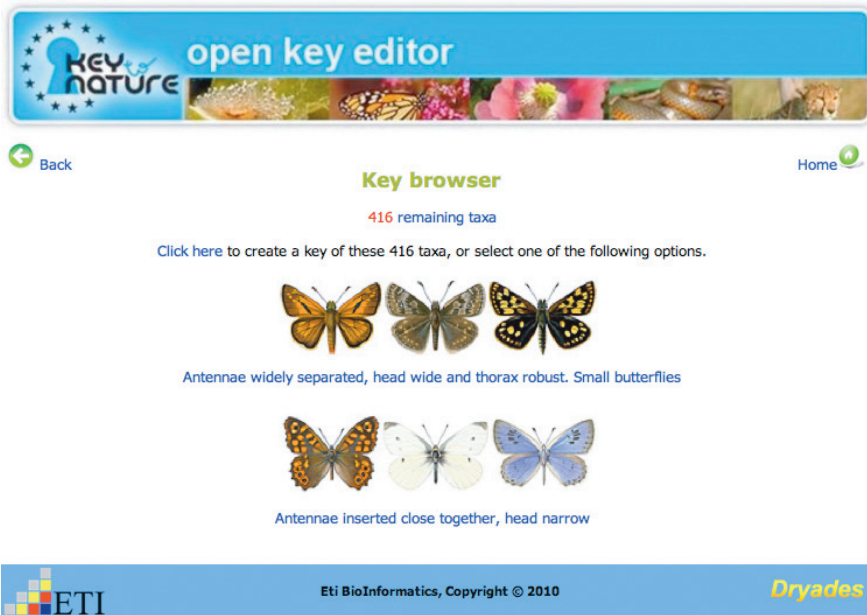 KEY to
nature
open key editor
Back
Home
Key browser
416 remaining taxa
Click here to create a key of these 416 taxa, or select one of the following options.
Antennae widely separated, head wide and thorax robust. Small butterflies
Antennae inserted close together, head narrow
ETI
Eti BioInformatics, Copyright © 2010
Dryades